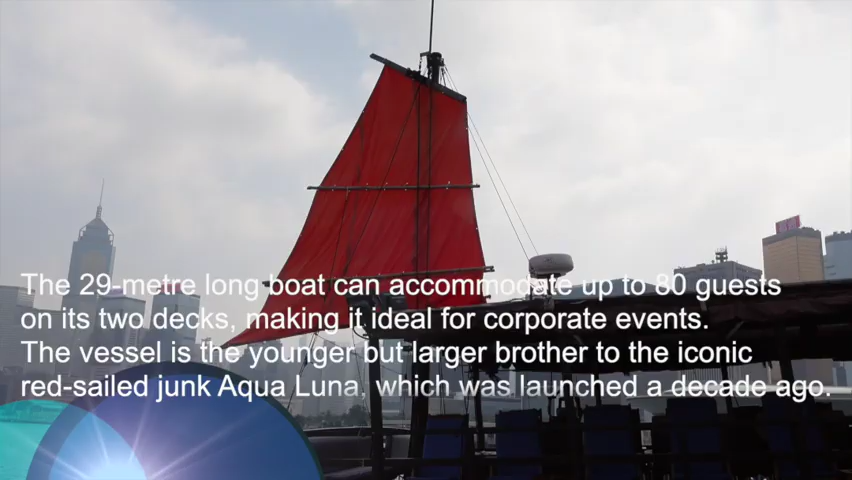 The 29-metre long boat can accommodate up to 80 guests
on its two decks, making it ideal for corporate events.
The vessel is the younger but larger brother to the iconic
red-sailed junk Aqua Luna, which was launched a decade ago.